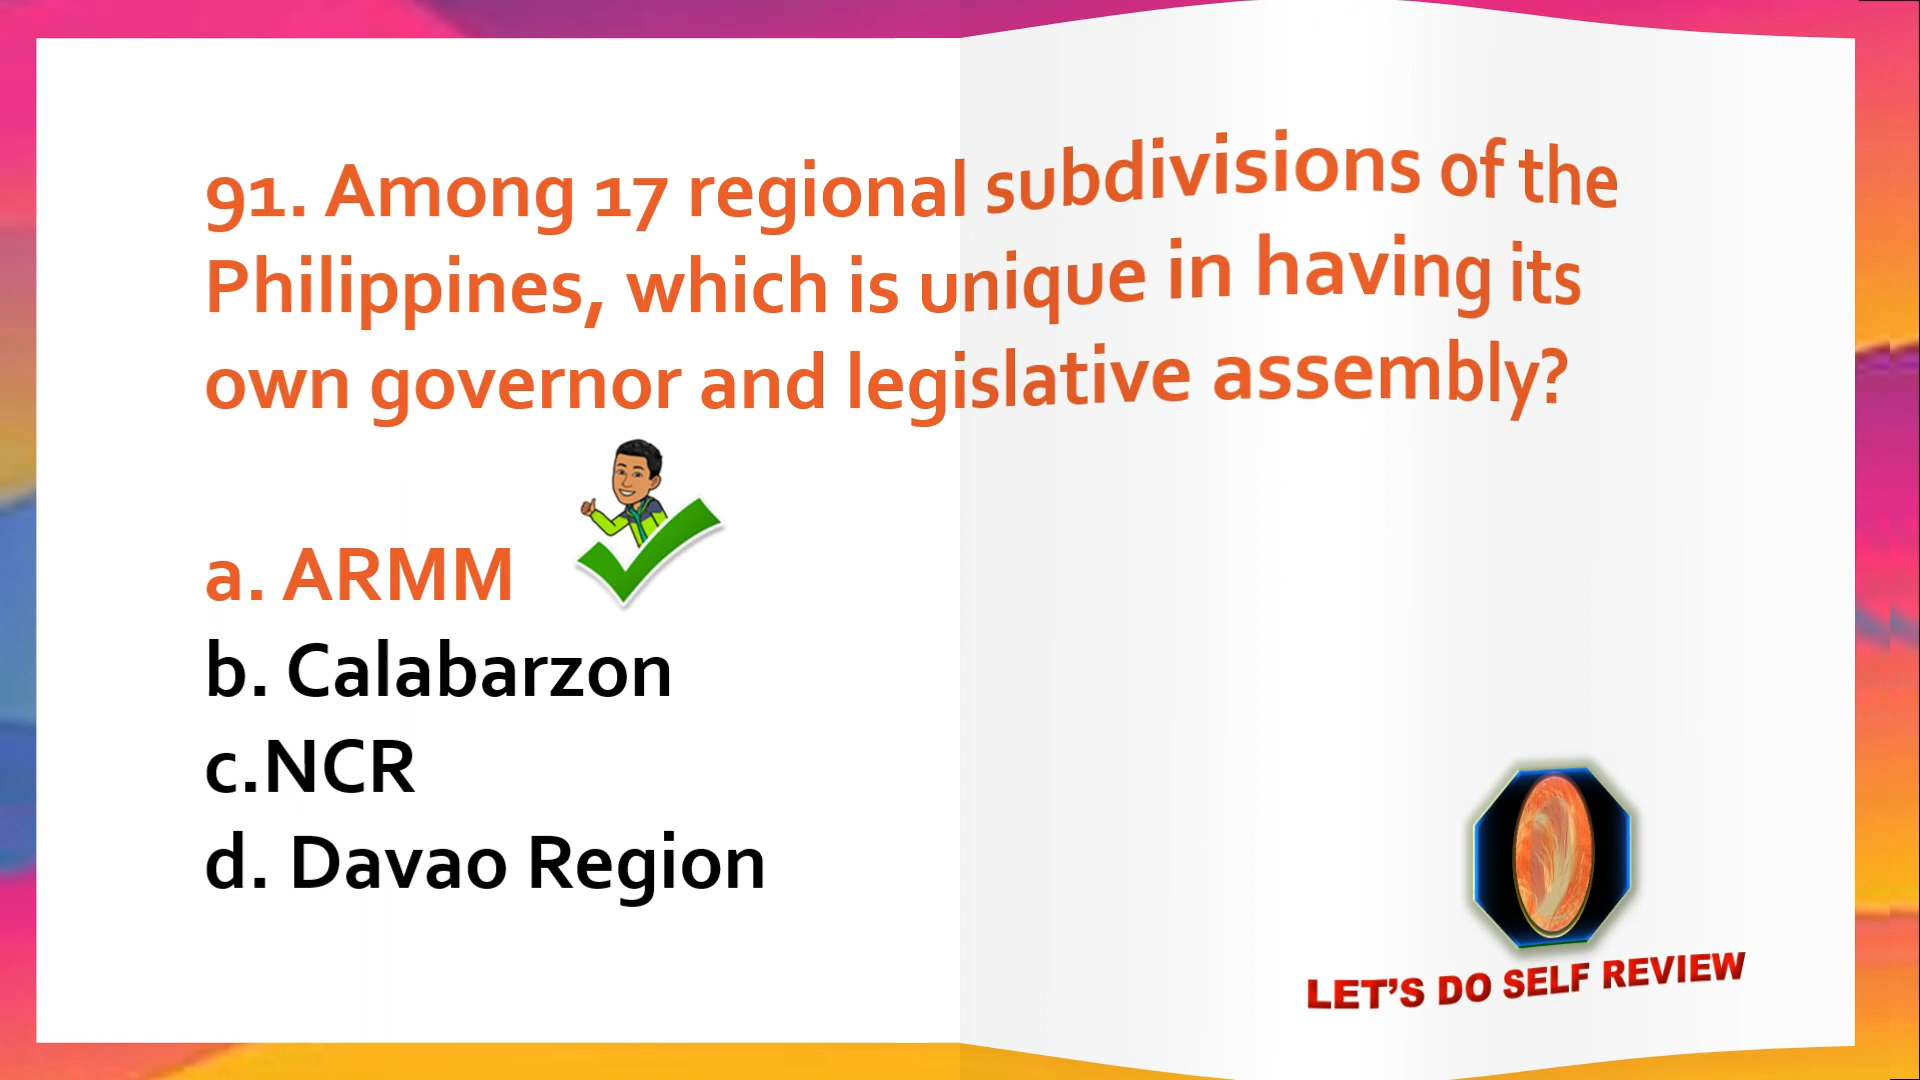 91. Among 17 regional subdivisions of the
Philippines, which is unique in having its
own governor and legislative assembly?
a. ARMM
b. Calabarzon
c.NCR
d. Davao Region
LET'S DO SELF REVIEW